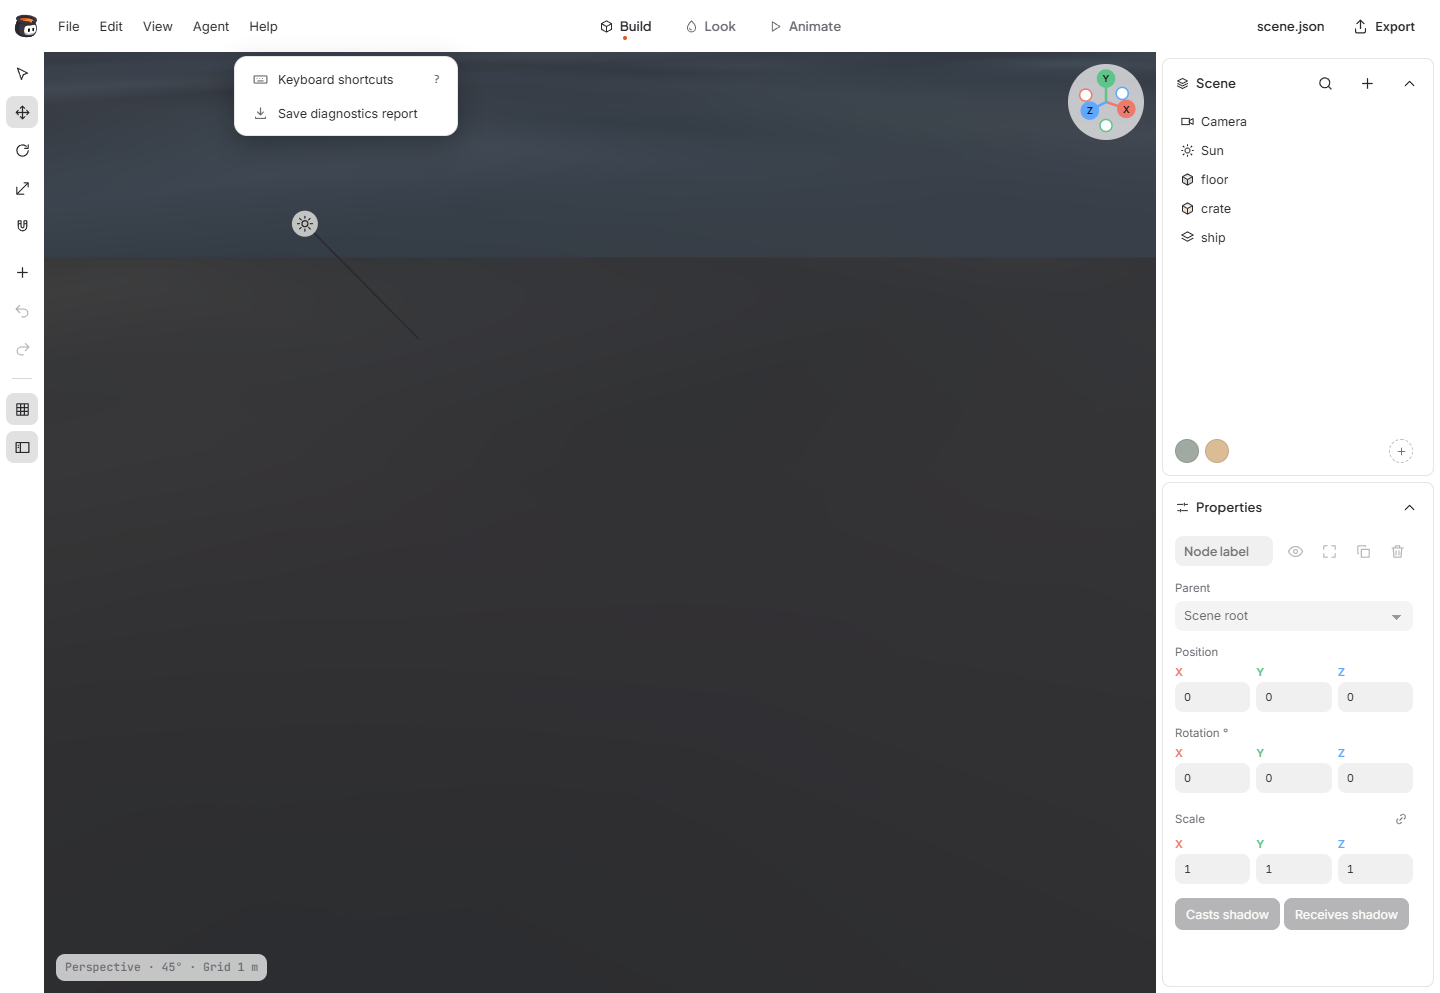 File Edit View Agent Help
Build Look Animate
scene.json Export
Keyboard shortcuts ?
Save diagnostics report
Y
Z X
Scene
Camera
Sun
floor
crate
ship
Properties
Node label
Parent
Scene root
Position
X Y Z
0 0 0
Rotation °
X Y Z
0 0 0
Scale
X Y Z
1 1 1
Casts shadow Receives shadow
Perspective · 45° · Grid 1 m